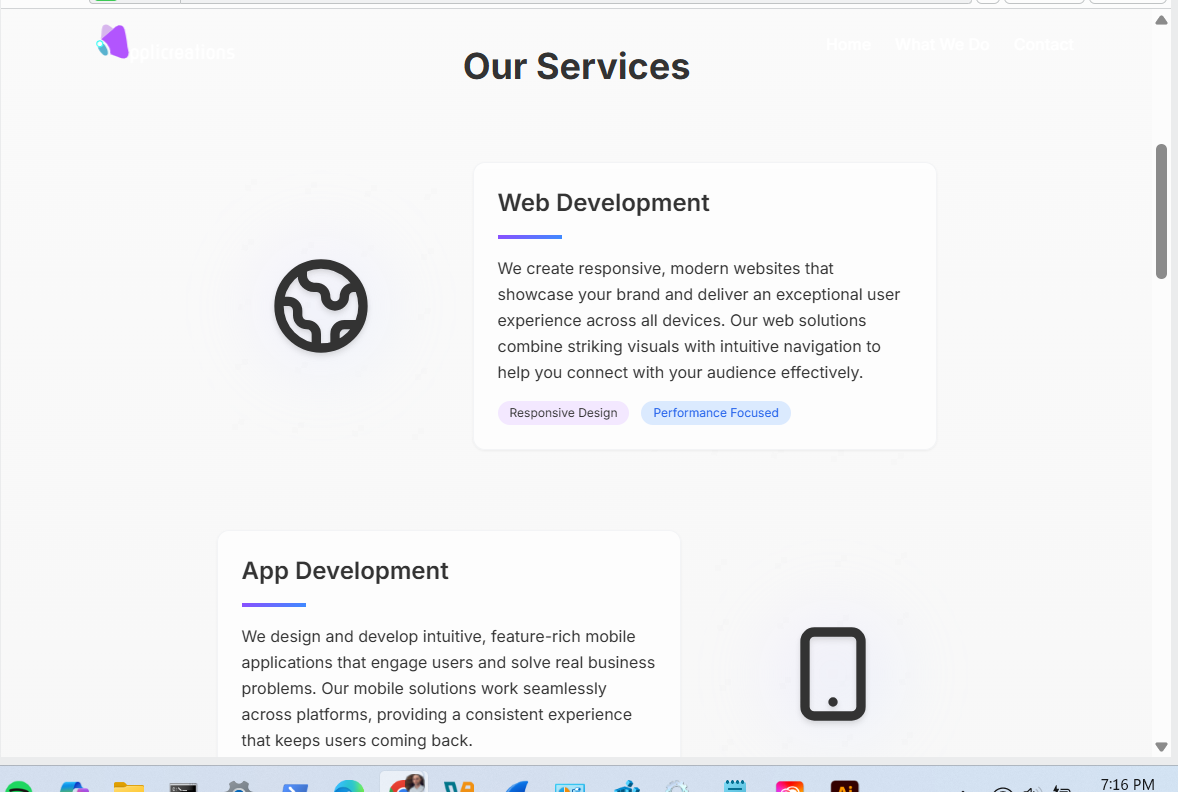 applicreations
Home What We Do Contact
Our Services
Web Development
We create responsive, modern websites that
showcase your brand and deliver an exceptional user
experience across all devices. Our web solutions
combine striking visuals with intuitive navigation to
help you connect with your audience effectively.
Responsive Design Performance Focused
App Development
We design and develop intuitive, feature-rich mobile
applications that engage users and solve real business
problems. Our mobile solutions work seamlessly
across platforms, providing a consistent experience
that keeps users coming back.
Ai
7:16 PM